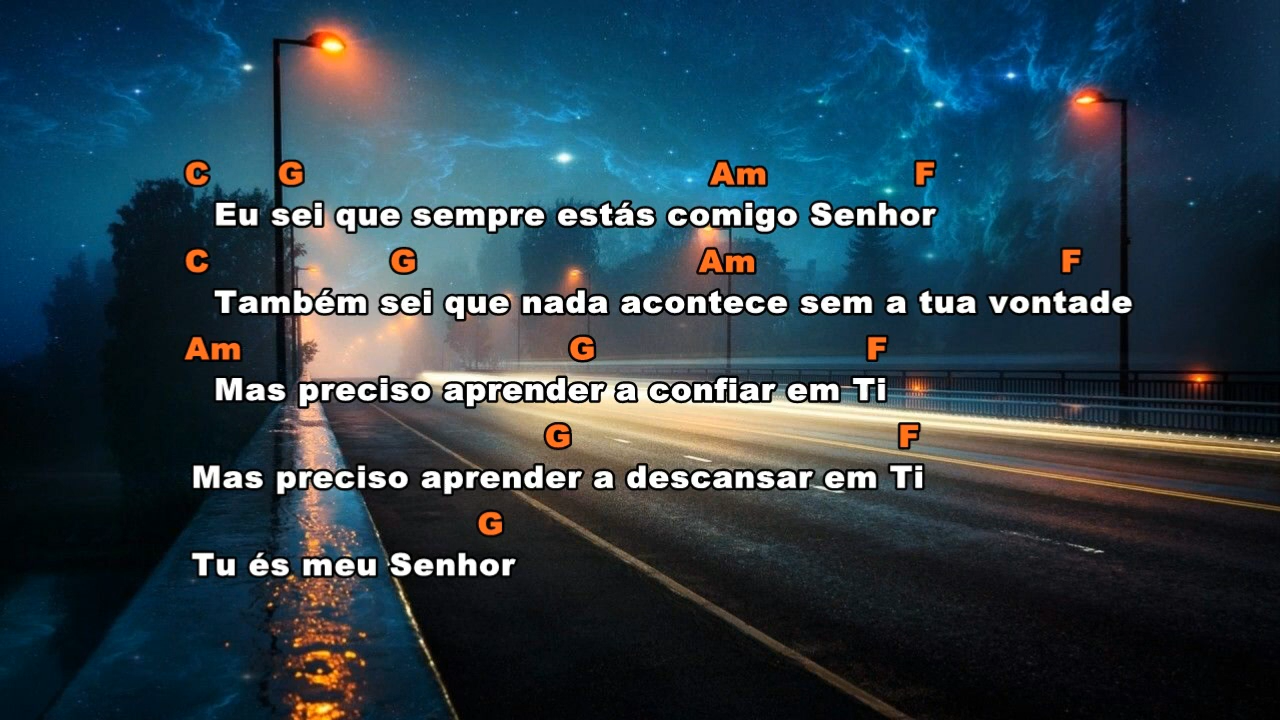 C G Am F
Eu sei que sempre estás comigo Senhor
C G Am F
Também sei que nada acontece sem a tua vontade
Am G F
Mas preciso aprender a confiar em Ti
G F
Mas preciso aprender a descansar em Ti
G
Tu és meu Senhor